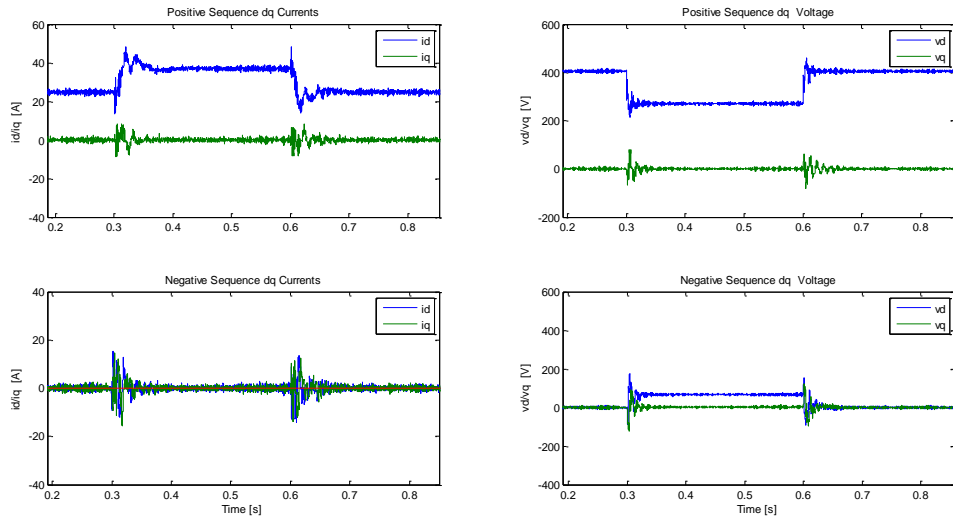 Positive Sequence dq Currents
60
40
20
0
-20
-40
id/iq [A]
id
iq
0.2 0.3 0.4 0.5 0.6 0.7 0.8
Positive Sequence dq Voltage
600
400
200
0
-200
vd/vq [V]
vd
vq
0.2 0.3 0.4 0.5 0.6 0.7 0.8
Negative Sequence dq Currents
40
20
0
-20
-40
id/iq [A]
id
iq
0.2 0.3 0.4 0.5 0.6 0.7 0.8
Time [s]
Negative Sequence dq Voltage
600
400
200
0
-200
-400
vd/vq [V]
vd
vq
0.2 0.3 0.4 0.5 0.6 0.7 0.8
Time [s]